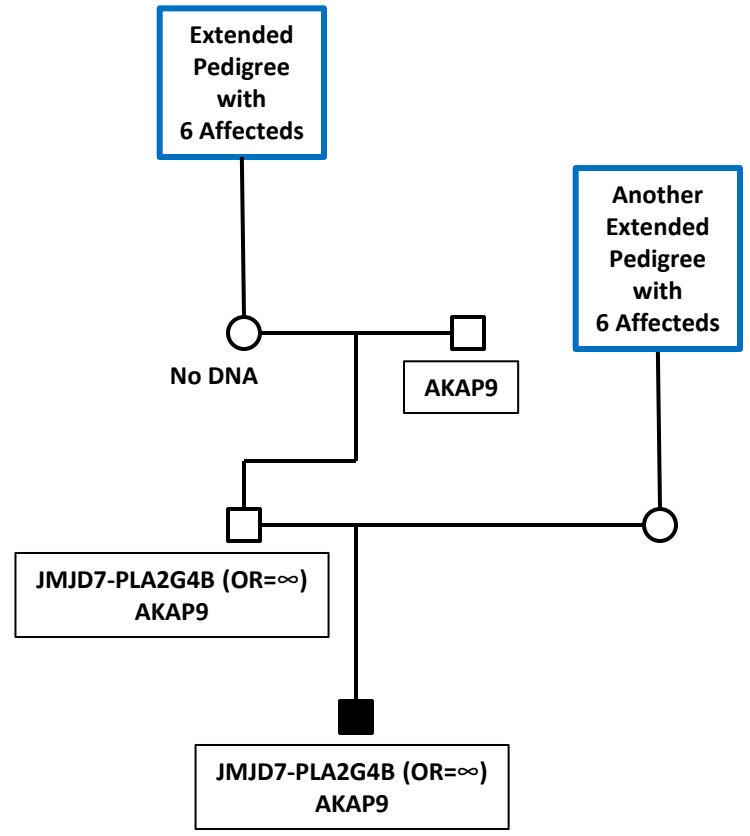 Extended
Pedigree
with
6 Affecteds
Another
Extended
Pedigree
with
6 Affecteds
No DNA
AKAP9
JMJD7-PLA2G4B (OR=∞)
AKAP9
JMJD7-PLA2G4B (OR=∞)
AKAP9